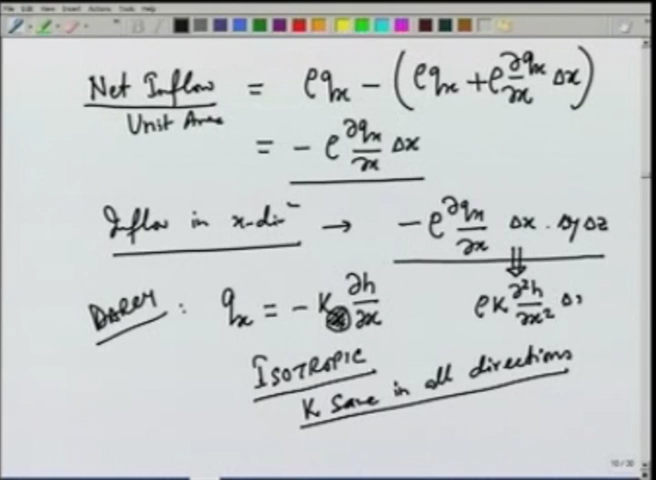 Net Inflow / Unit Area = ρq_x − (ρq_x + ρ ∂q_x/∂x Δx)
= − ρ ∂q_x/∂x Δx
Inflow in x-dirⁿ → − ρ ∂q_x/∂x Δx · Δy Δz
⇓
DARCY : q_x = − K ∂h/∂x ρK ∂²h/∂x² Δ
ISOTROPIC
K same in all directions